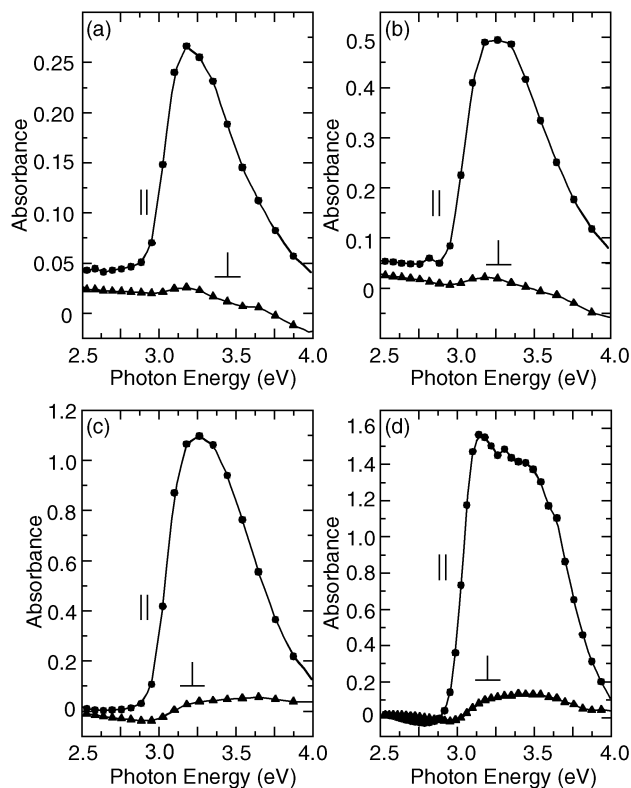 (a)
0.25
0.20
0.15
0.10
0.05
0
Absorbance
||
⊥
2.5 3.0 3.5 4.0
Photon Energy (eV)
(b)
0.5
0.4
0.3
0.2
0.1
0
Absorbance
||
⊥
2.5 3.0 3.5 4.0
Photon Energy (eV)
(c)
1.2
1.0
0.8
0.6
0.4
0.2
0
Absorbance
||
⊥
2.5 3.0 3.5 4.0
Photon Energy (eV)
(d)
1.6
1.4
1.2
1.0
0.8
0.6
0.4
0.2
0
Absorbance
||
⊥
2.5 3.0 3.5 4.0
Photon Energy (eV)